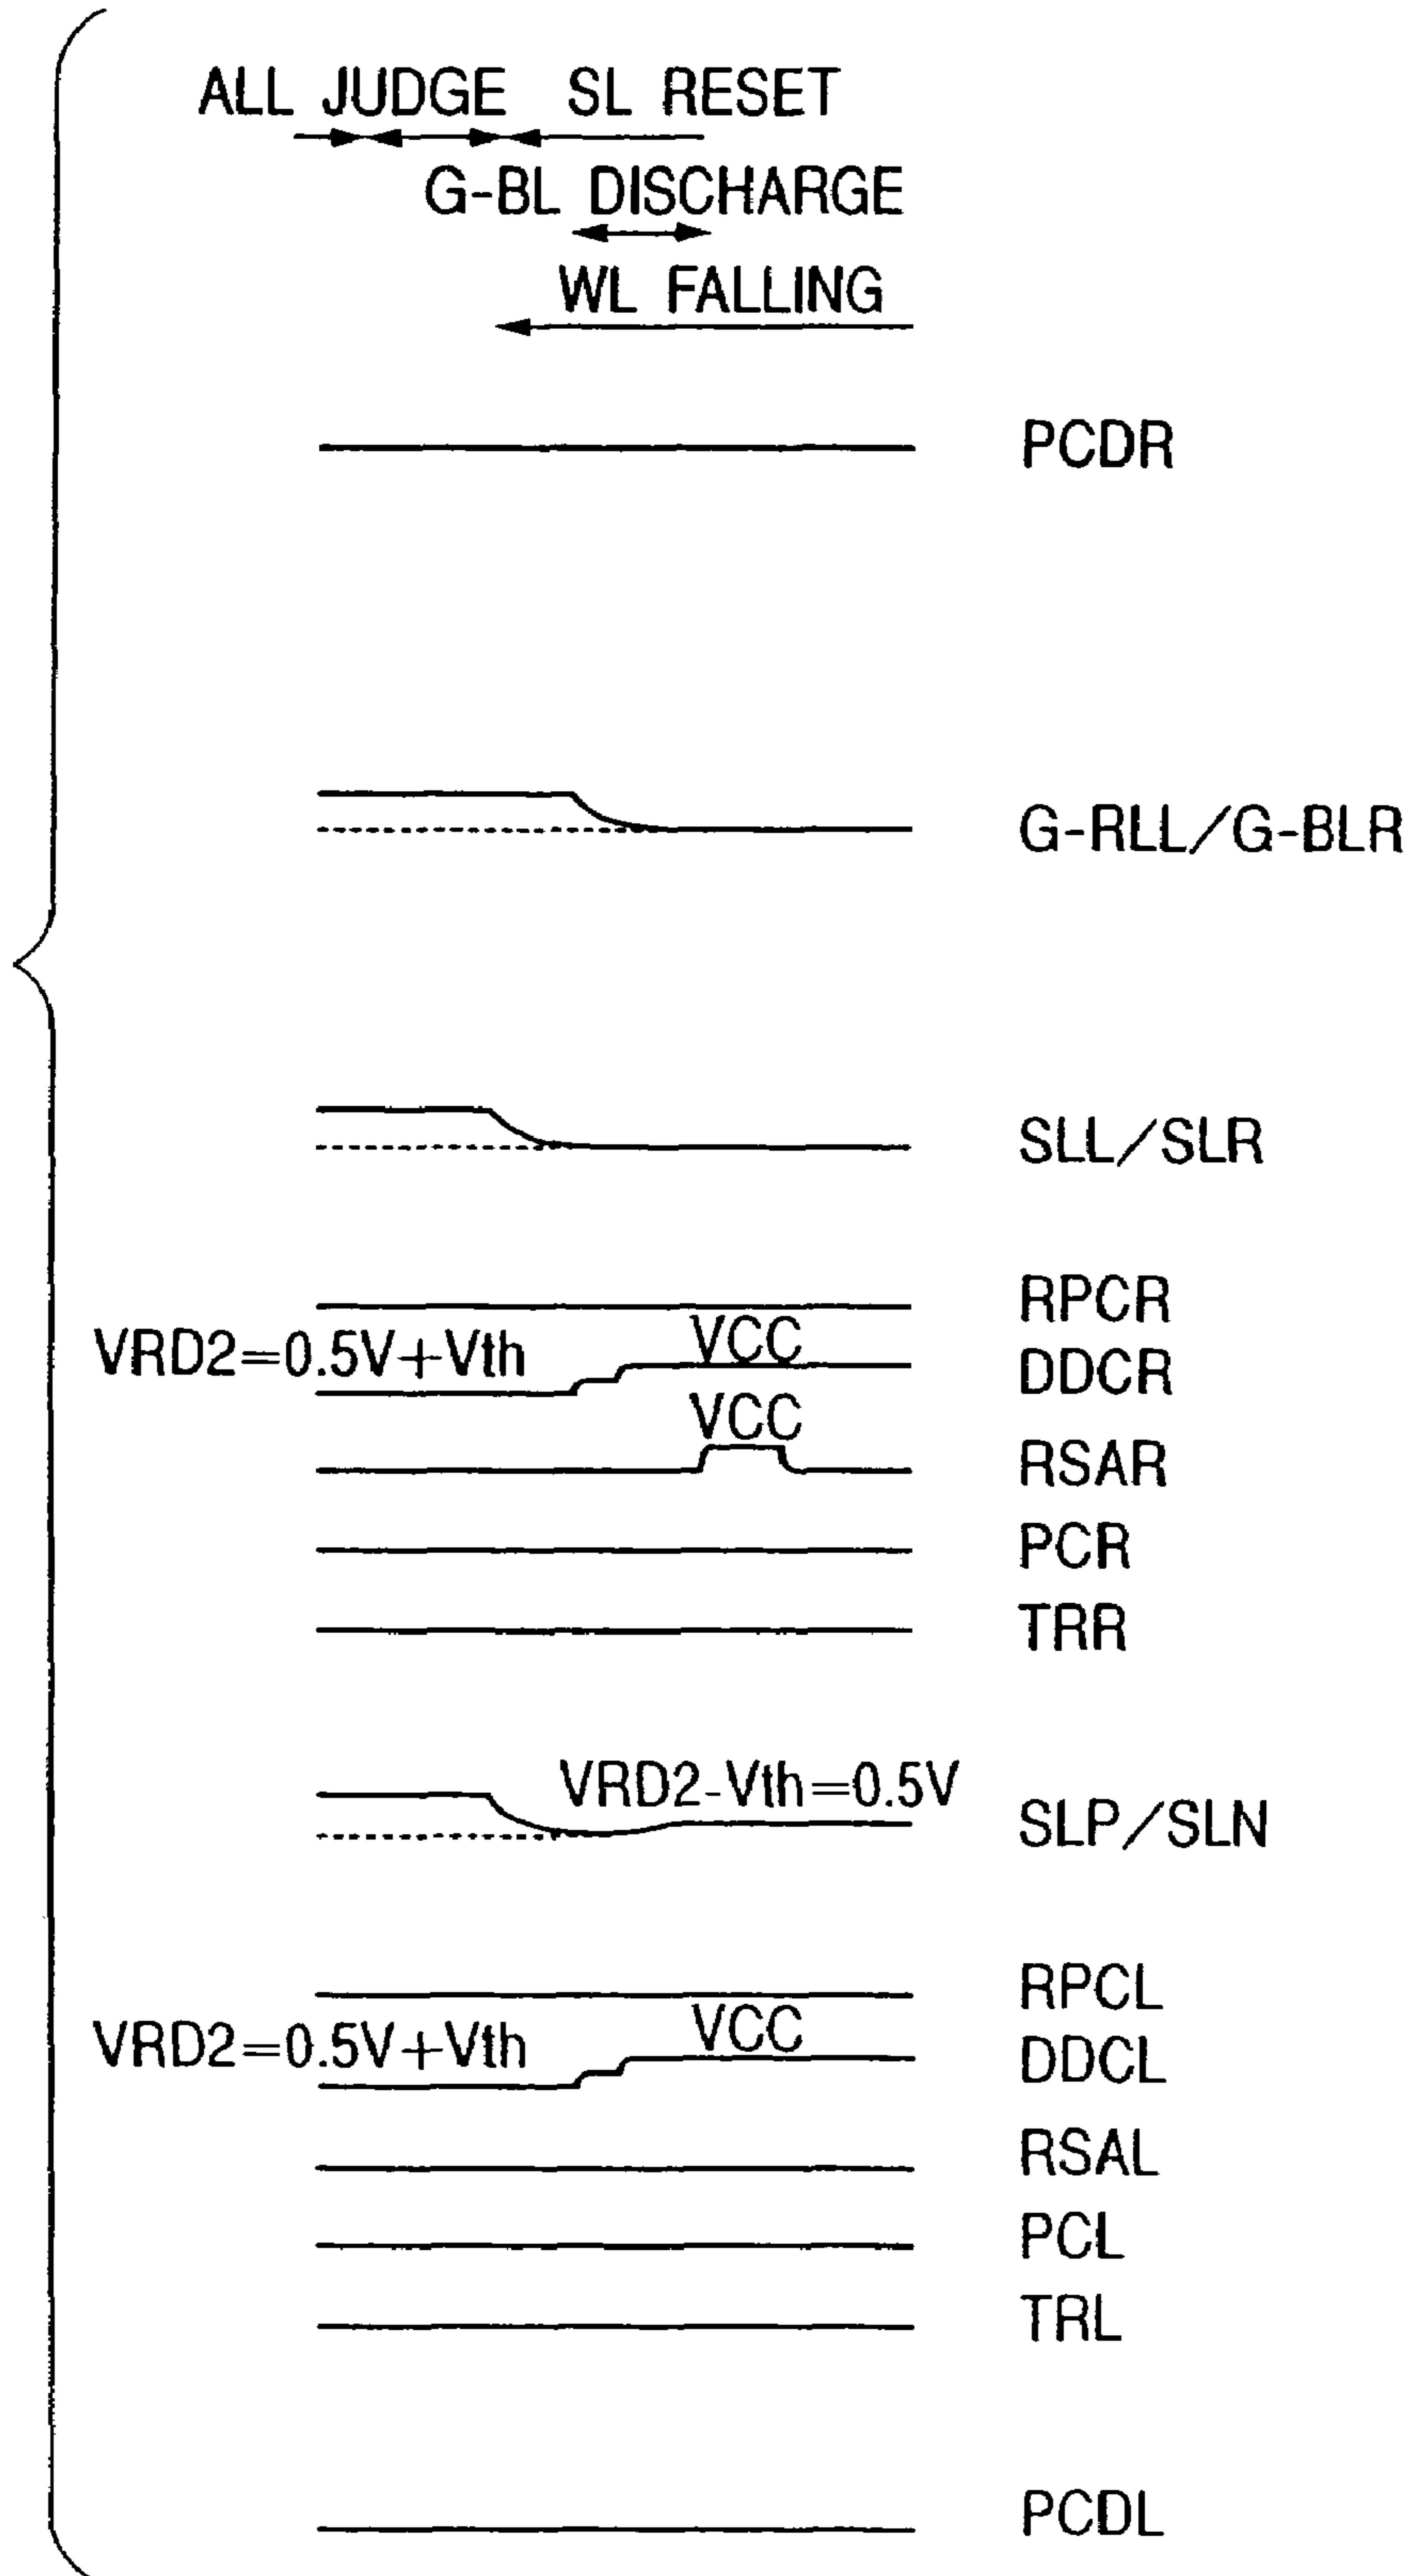 ALL JUDGE SL RESET
G-BL DISCHARGE
WL FALLING
PCDR
G-RLL/G-BLR
SLL/SLR
RPCR
VRD2=0.5V+Vth VCC DDCR
VCC RSAR
PCR
TRR
VRD2-Vth=0.5V SLP/SLN
RPCL
VRD2=0.5V+Vth VCC DDCL
RSAL
PCL
TRL
PCDL